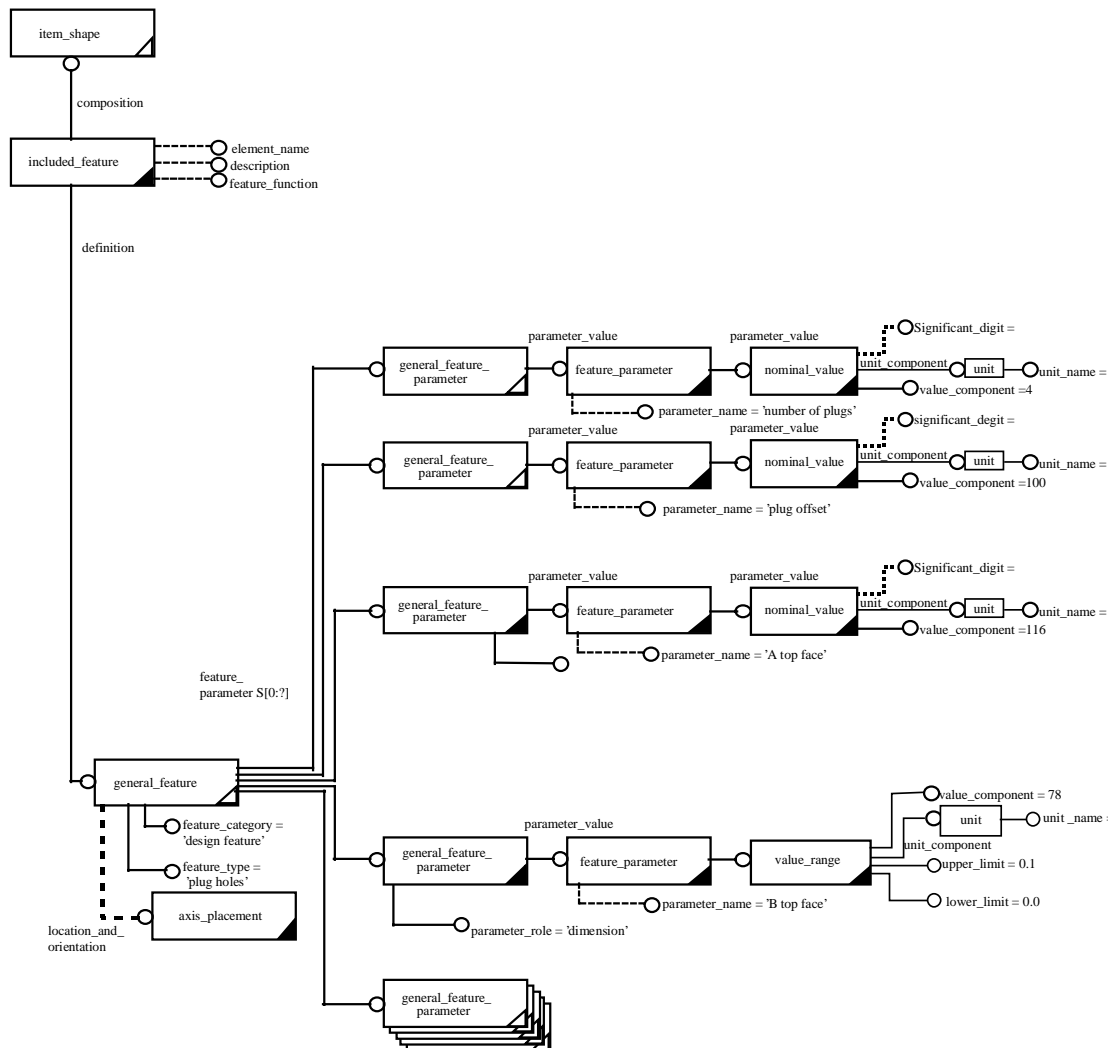 item_shape
composition
included_feature
element_name
description
feature_function
definition
parameter_value
parameter_value
Significant_digit =
general_feature_
parameter
feature_parameter
nominal_value
unit_component
unit
unit_name =
value_component =4
parameter_name = 'number of plugs'
parameter_value
parameter_value
significant_degit =
general_feature_
parameter
feature_parameter
nominal_value
unit_component
unit
unit_name =
value_component =100
parameter_name = 'plug offset'
parameter_value
parameter_value
Significant_digit =
general_feature_
parameter
feature_parameter
nominal_value
unit_component
unit
unit_name =
value_component =116
parameter_name = 'A top face'
feature_
parameter S[0:?]
general_feature
feature_category =
'design feature'
feature_type =
'plug holes'
axis_placement
location_and_
orientation
parameter_value
general_feature_
parameter
feature_parameter
value_range
value_component = 78
unit
unit _name =
unit_component
upper_limit = 0.1
lower_limit = 0.0
parameter_name = 'B top face'
parameter_role = 'dimension'
general_feature_
parameter